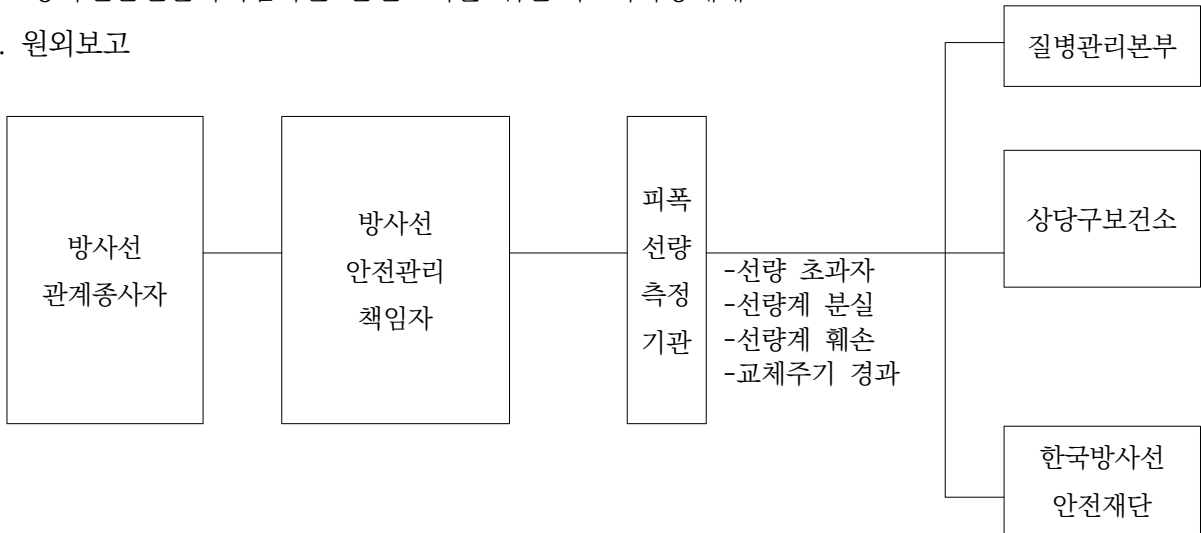 . 원외보고
질병관리본부
방사선
관계종사자
방사선
안전관리
책임자
피폭
선량
측정
기관
-선량 초과자
-선량계 분실
-선량계 훼손
-교체주기 경과
상당구보건소
한국방사선
안전재단